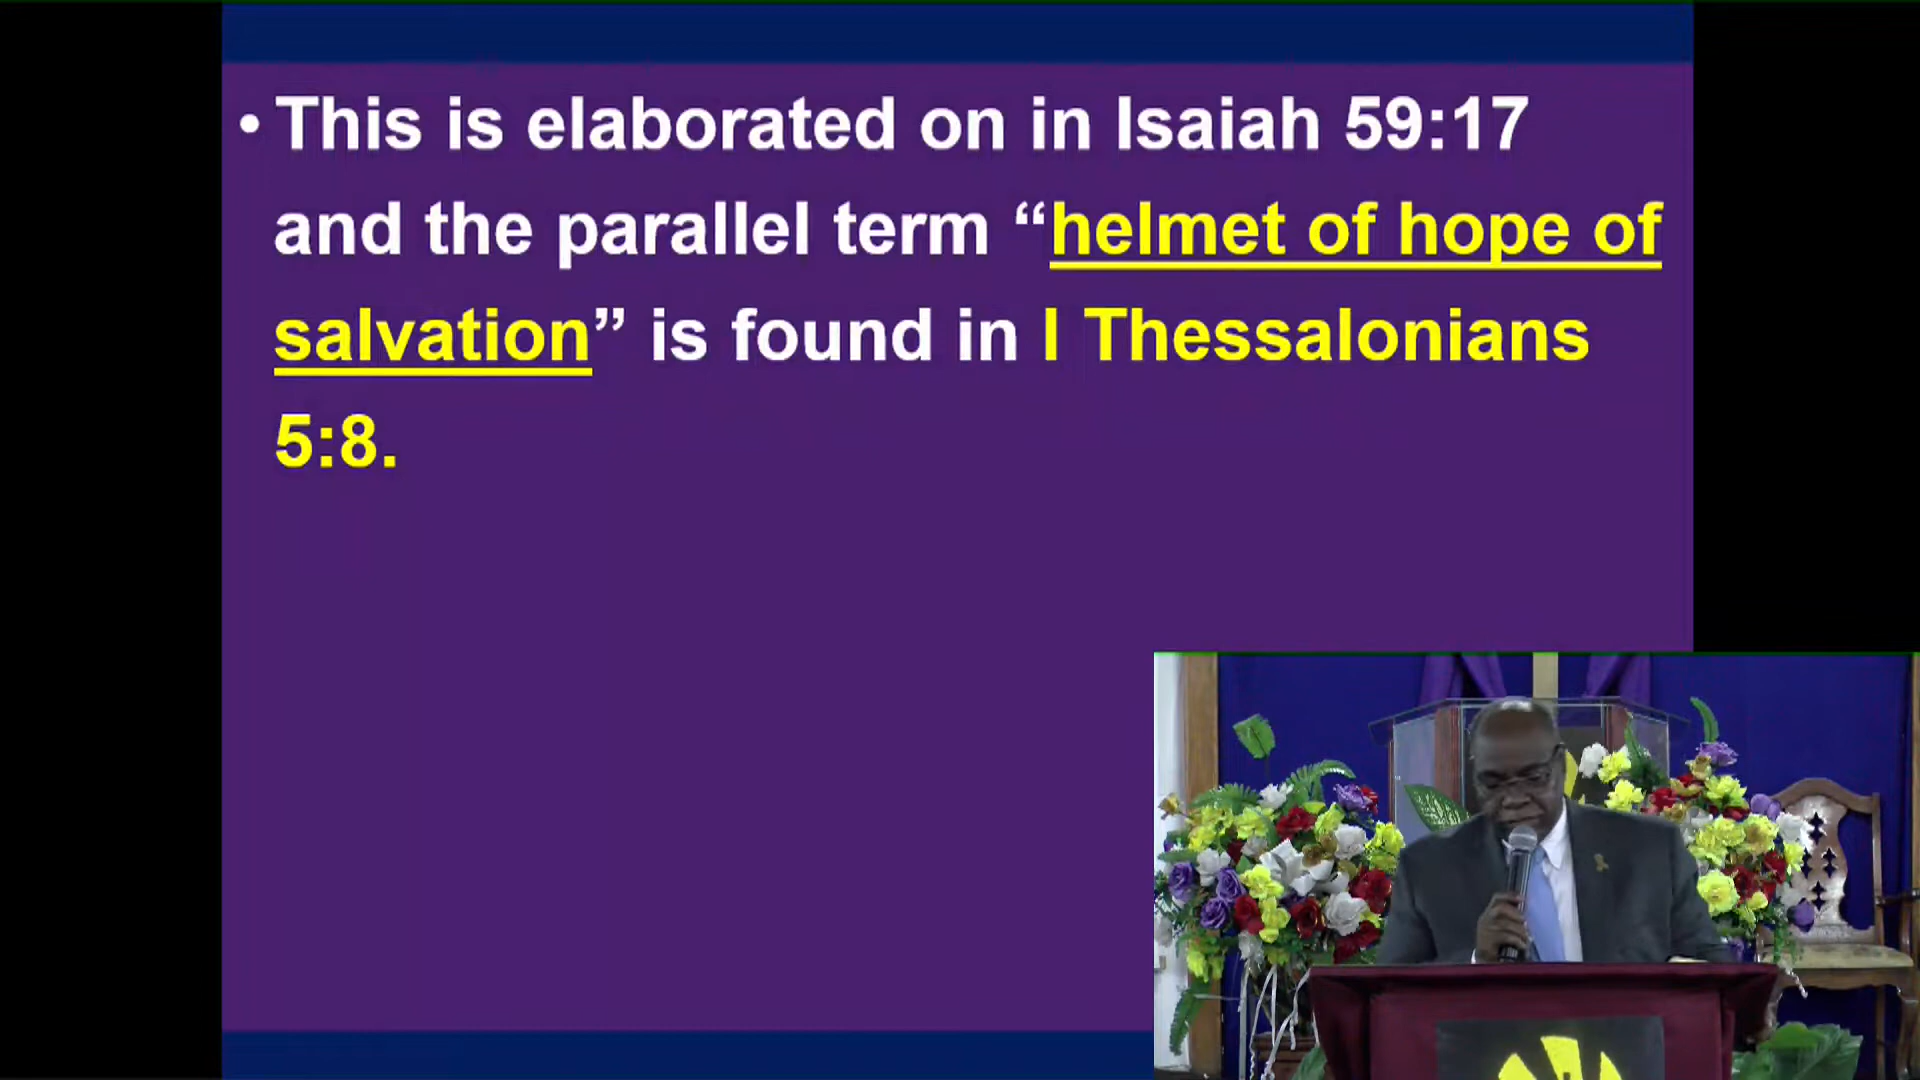 • This is elaborated on in Isaiah 59:17
and the parallel term “helmet of hope of
salvation” is found in I Thessalonians
5:8.